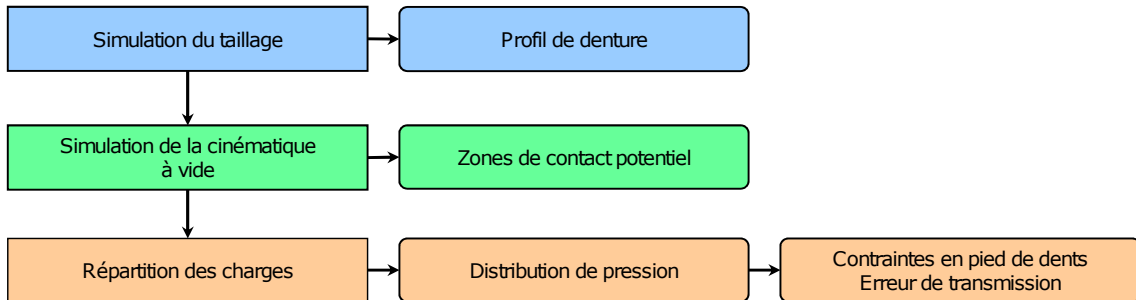 Simulation du taillage
Profil de denture
Simulation de la cinématique
à vide
Zones de contact potentiel
Répartition des charges
Distribution de pression
Contraintes en pied de dents
Erreur de transmission